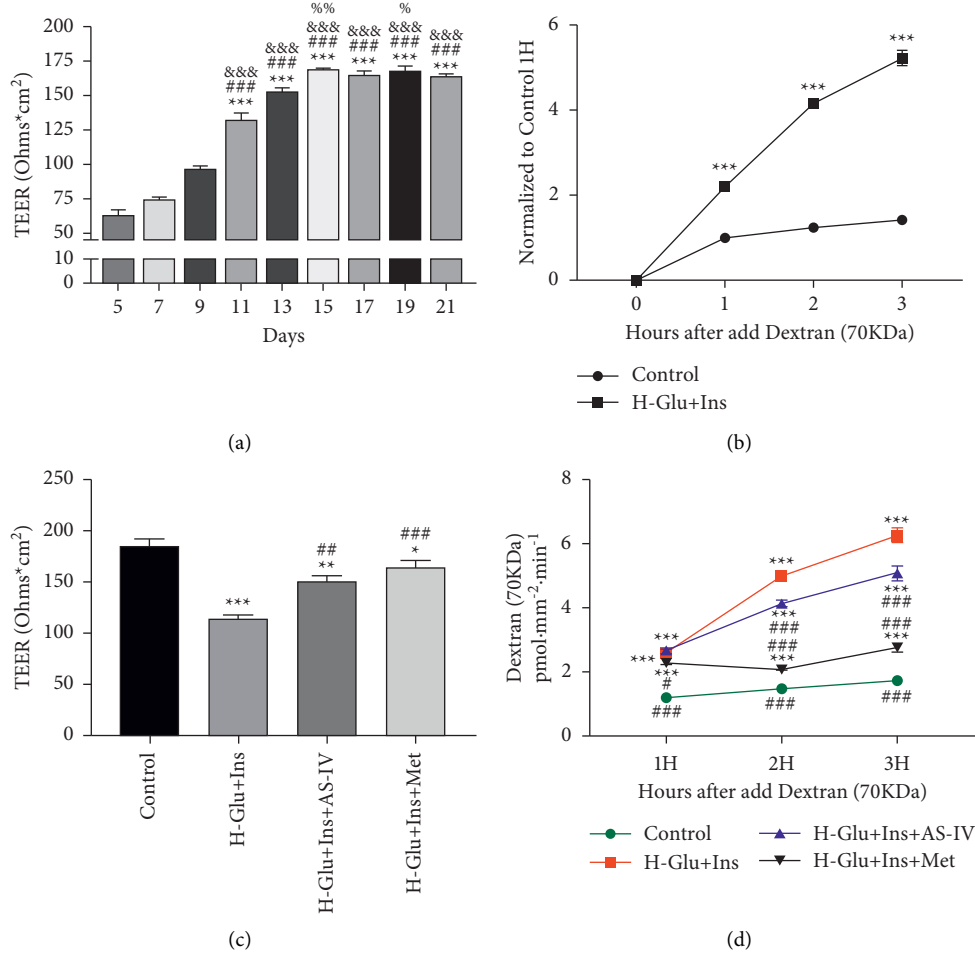 TEER (Ohms*cm2)
200
175
150
125
100
75
50
10
0
&&&
###
***
&&&
###
***
%%
&&&
###
***
&&&
###
***
%
&&&
###
***
&&&
###
***
5 7 9 11 13 15 17 19 21
Days
(a)
Normalized to Control 1H
6
4
2
0
***
***
***
0 1 2 3
Hours after add Dextran (70KDa)
Control
H-Glu+Ins
(b)
TEER (Ohms*cm2)
250
200
150
100
50
0
***
##
**
###
*
Control
H-Glu+Ins
H-Glu+Ins+AS-IV
H-Glu+Ins+Met
(c)
Dextran (70KDa)
pmol·mm-2·min-1
8
6
4
2
0
***
***
***
#
###
***
***
###
###
***
###
***
***
###
###
***
###
1H 2H 3H
Hours after add Dextran (70KDa)
Control
H-Glu+Ins
H-Glu+Ins+AS-IV
H-Glu+Ins+Met
(d)